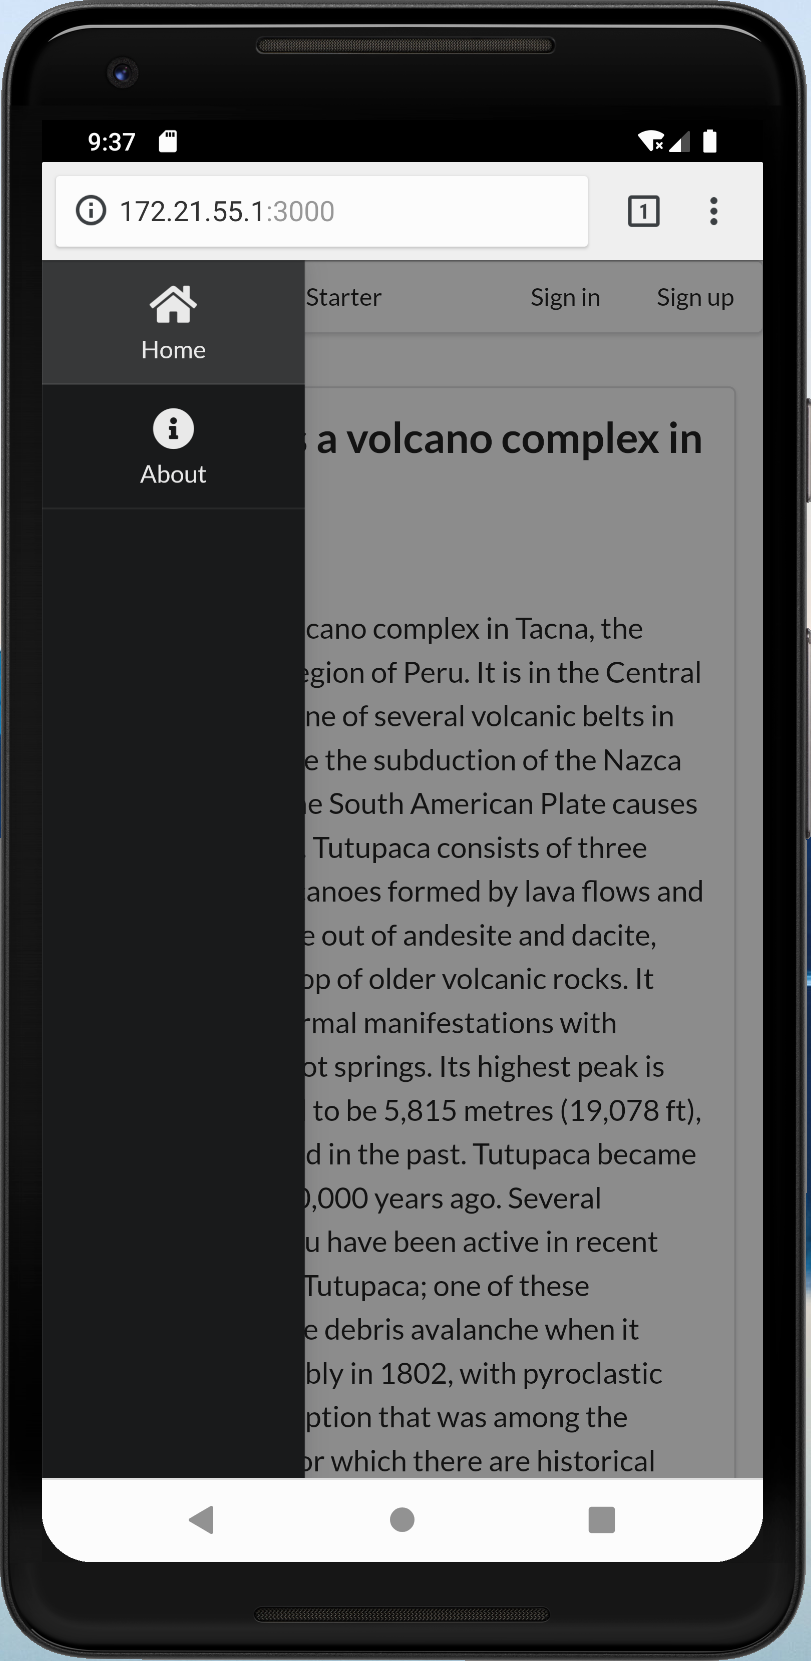 9:37
172.21.55.1:3000
1
Home
Starter
Sign in
Sign up
About
a volcano complex in
cano complex in Tacna, the
egion of Peru. It is in the Central
ne of several volcanic belts in
e the subduction of the Nazca
e South American Plate causes
. Tutupaca consists of three
anoes formed by lava flows and
e out of andesite and dacite,
op of older volcanic rocks. It
rmal manifestations with
ot springs. Its highest peak is
to be 5,815 metres (19,078 ft),
d in the past. Tutupaca became
0,000 years ago. Several
u have been active in recent
Tutupaca; one of these
e debris avalanche when it
bly in 1802, with pyroclastic
ption that was among the
or which there are historical